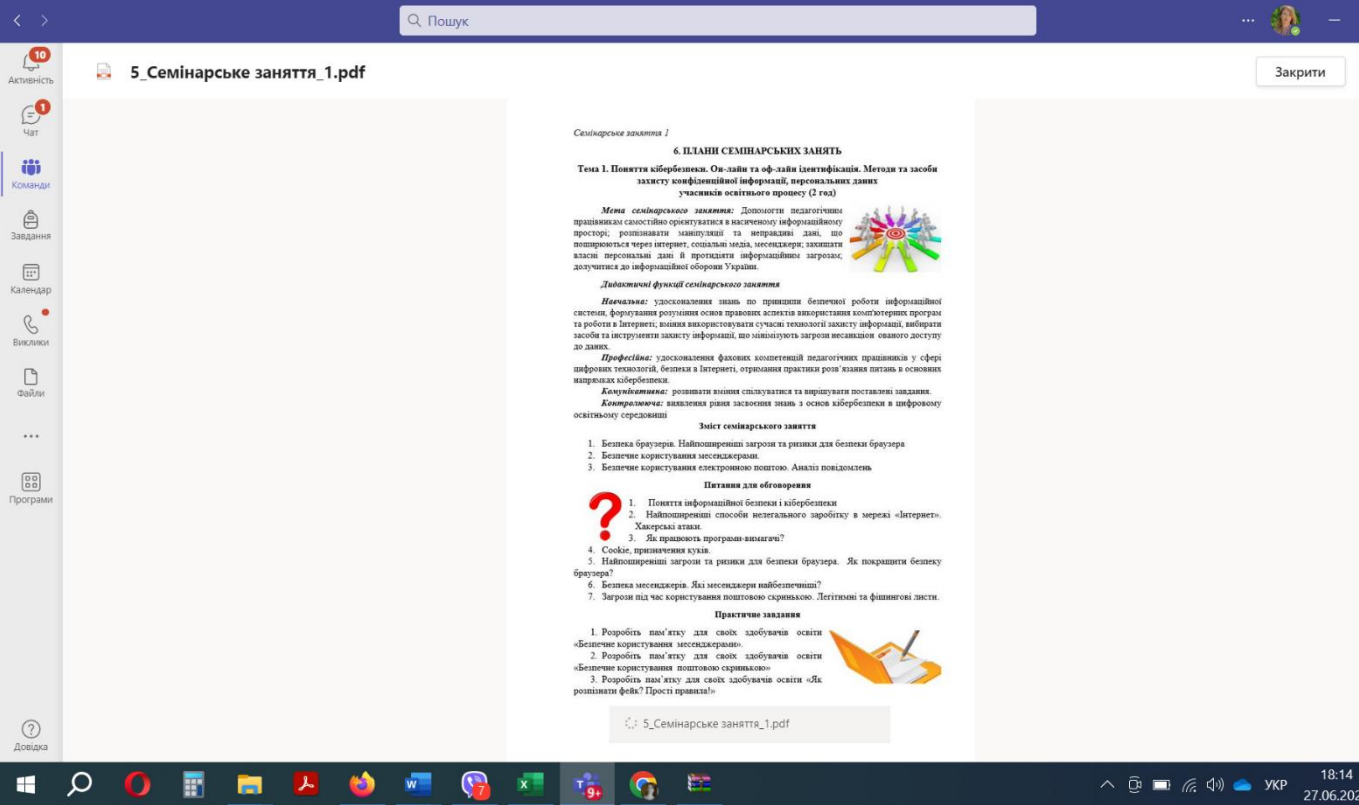 Пошук
10
Активність
1
Чат
Команди
Завдання
Календар
Виклики
Файли
Програми
Довідка
5_Семінарське заняття_1.pdf
Закрити
Семінарське заняття 1
6. ПЛАНИ СЕМІНАРСЬКИХ ЗАНЯТЬ
Тема 1. Поняття кібербезпеки. Он-лайн та оф-лайн ідентифікація. Методи та засоби
захисту конфіденційної інформації, персональних даних
учасників освітнього процесу (2 год)
Мета семінарського заняття: Допомогти педагогічним
працівникам самостійно орієнтуватися в насиченому інформаційному
просторі; розпізнавати маніпуляції та неправдиві дані, що
поширюються через інтернет, соціальні медіа, месенджери; захищати
власні персональні дані й протидіяти інформаційним загрозам;
долучитися до інформаційної оборони України.
Дидактичні функції семінарського заняття
Навчальна: удосконалення знань по принципи безпечної роботи інформаційної
системи, формування розуміння основ правових аспектів використання комп'ютерних програм
та роботи в Інтернеті; вміння використовувати сучасні технології захисту інформації, вибирати
засоби та інструменти захисту інформації, що мінімізують загрози несанкціон ованого доступу
до даних.
Професійна: удосконалення фахових компетенцій педагогічних працівників у сфері
цифрових технологій, безпеки в Інтернеті, отримання практики розв'язання питань в основних
напрямках кібербезпеки.
Комунікативна: розвивати вміння спілкуватися та вирішувати поставлені завдання.
Контролююча: виявлення рівня засвоєння знань з основ кібербезпеки в цифровому
освітньому середовищі
Зміст семінарського заняття
1. Безпека браузерів. Найпоширеніші загрози та ризики для безпеки браузера
2. Безпечне користування месенджерами.
3. Безпечне користування електронною поштою. Аналіз повідомлень
Питання для обговорення
1. Поняття інформаційної безпеки і кібербезпеки
2. Найпоширеніші способи нелегального заробітку в мережі «Інтернет».
Хакерські атаки.
3. Як працюють програми-вимагачі?
4. Cookie, призначення куків.
5. Найпоширеніші загрози та ризики для безпеки браузера. Як покращити безпеку
браузера?
6. Безпека месенджерів. Які месенджери найбезпечніші?
7. Загрози під час користування поштовою скринькою. Легітимні та фішингові листи.
Практичне завдання
1. Розробіть пам'ятку для своїх здобувачів освіти
«Безпечне користування месенджерами».
2. Розробіть пам'ятку для своїх здобувачів освіти
«Безпечне користування поштовою скринькою»
3. Розробіть пам'ятку для своїх здобувачів освіти «Як
розпізнати фейк? Прості правила!»
5_Семінарське заняття_1.pdf
7
9+
УКР
18:14
27.06.202